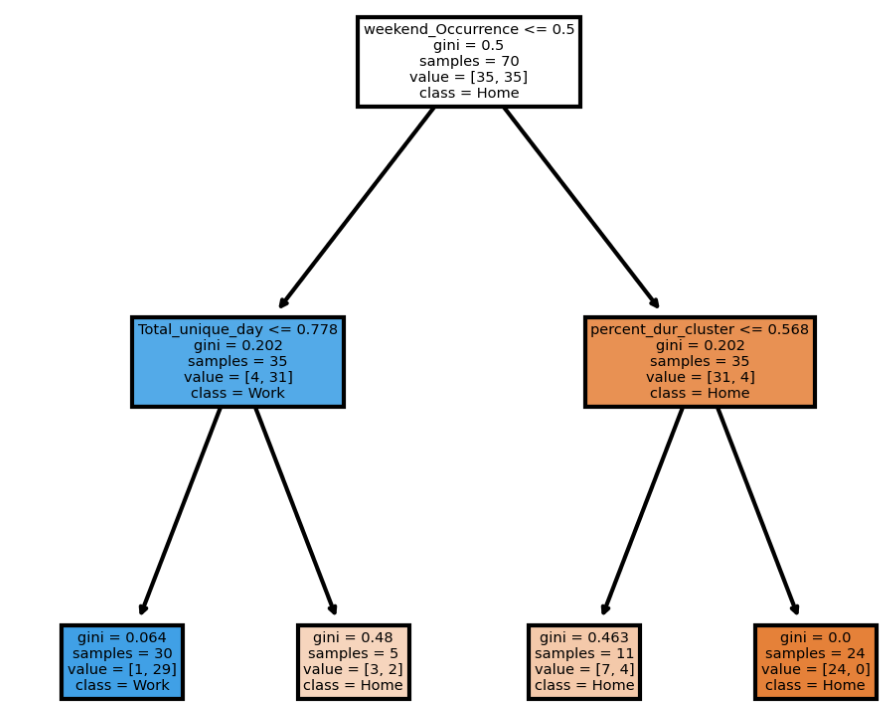 weekend_Occurrence <= 0.5
gini = 0.5
samples = 70
value = [35, 35]
class = Home
Total_unique_day <= 0.778
gini = 0.202
samples = 35
value = [4, 31]
class = Work
percent_dur_cluster <= 0.568
gini = 0.202
samples = 35
value = [31, 4]
class = Home
gini = 0.064
samples = 30
value = [1, 29]
class = Work
gini = 0.48
samples = 5
value = [3, 2]
class = Home
gini = 0.463
samples = 11
value = [7, 4]
class = Home
gini = 0.0
samples = 24
value = [24, 0]
class = Home